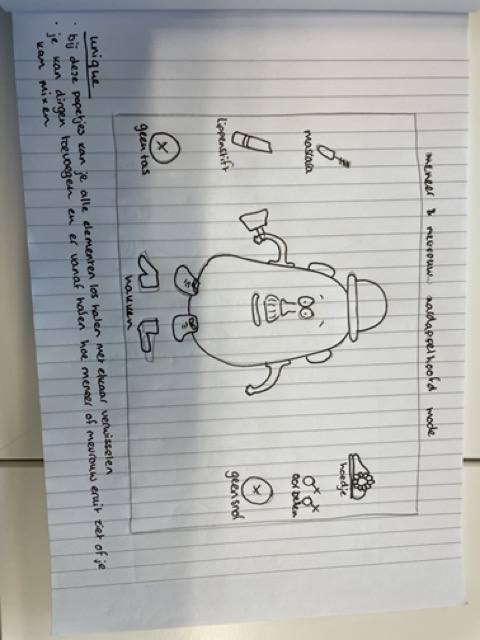 meneer & mevrouw aardappelhoofd mode
mascara
lippenstift
geen tas
hoedje
oorbellen
geen snor
hakken
unique
· bij deze popetjes kan je alle elementen los halen met elkaar verwisselen
· je kan dingen toevoegen en er vanaf halen hoe meneer of mevrouw eruit ziet of je
kan mixen